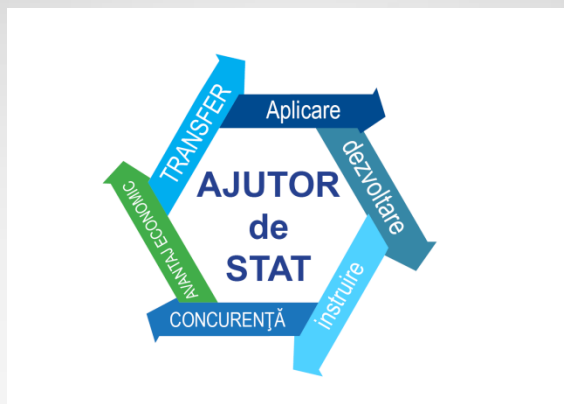 TRANSFER
Aplicare
dezvoltare
instruire
CONCURENŢĂ
AVANTAJ ECONOMIC
AJUTOR
de
STAT